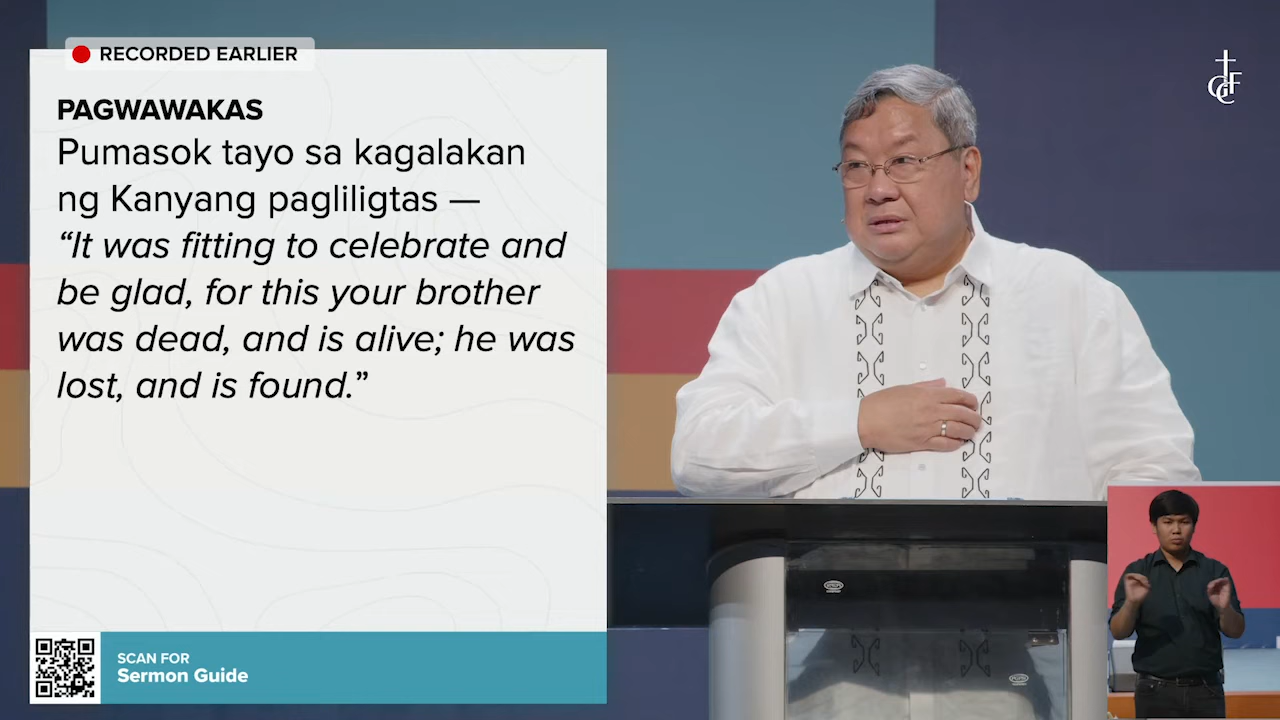 RECORDED EARLIER
PAGWAWAKAS
Pumasok tayo sa kagalakan
ng Kanyang pagliligtas —
“It was fitting to celebrate and
be glad, for this your brother
was dead, and is alive; he was
lost, and is found.”
SCAN FOR
Sermon Guide